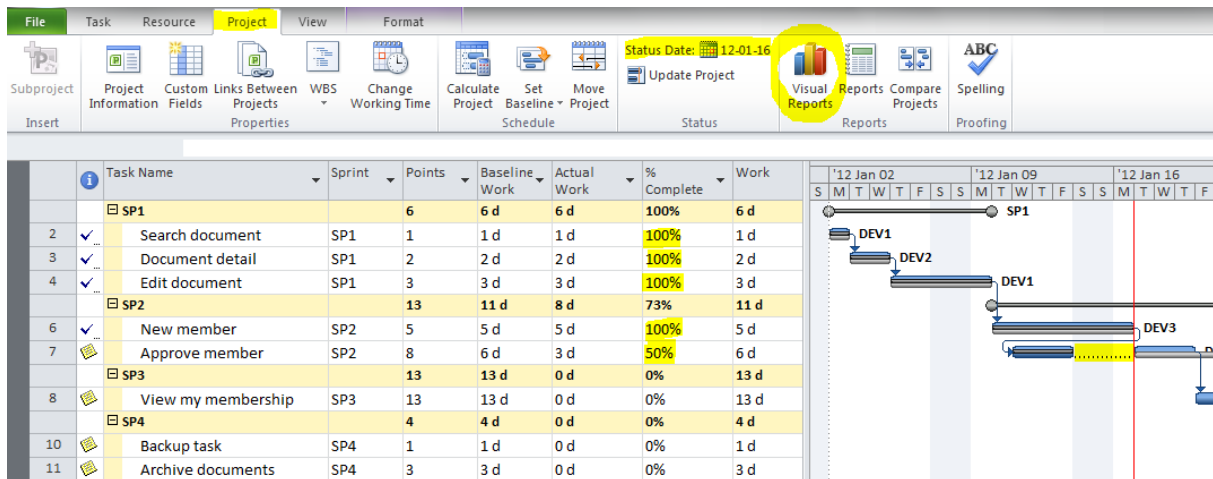 File Task Resource Project View Format
Subproject
Project Information
Custom Fields
Links Between Projects
WBS
Change Working Time
Calculate Project
Set Baseline
Move Project
Status Date: 12-01-16
Update Project
Visual Reports
Reports
Compare Projects
ABC
Spelling
Insert Properties Schedule Status Reports Proofing
Task Name Sprint Points Baseline Work Actual Work % Complete Work '12 Jan 02 '12 Jan 09 '12 Jan 16
S M T W T F S S M T W T F S S M T W T F
SP1 6 6 d 6 d 100% 6 d SP1
2 Search document SP1 1 1 d 1 d 100% 1 d DEV1
3 Document detail SP1 2 2 d 2 d 100% 2 d DEV2
4 Edit document SP1 3 3 d 3 d 100% 3 d DEV1
SP2 13 11 d 8 d 73% 11 d
6 New member SP2 5 5 d 5 d 100% 5 d DEV3
7 Approve member SP2 8 6 d 3 d 50% 6 d
SP3 13 13 d 0 d 0% 13 d
8 View my membership SP3 13 13 d 0 d 0% 13 d
SP4 4 4 d 0 d 0% 4 d
10 Backup task SP4 1 1 d 0 d 0% 1 d
11 Archive documents SP4 3 3 d 0 d 0% 3 d